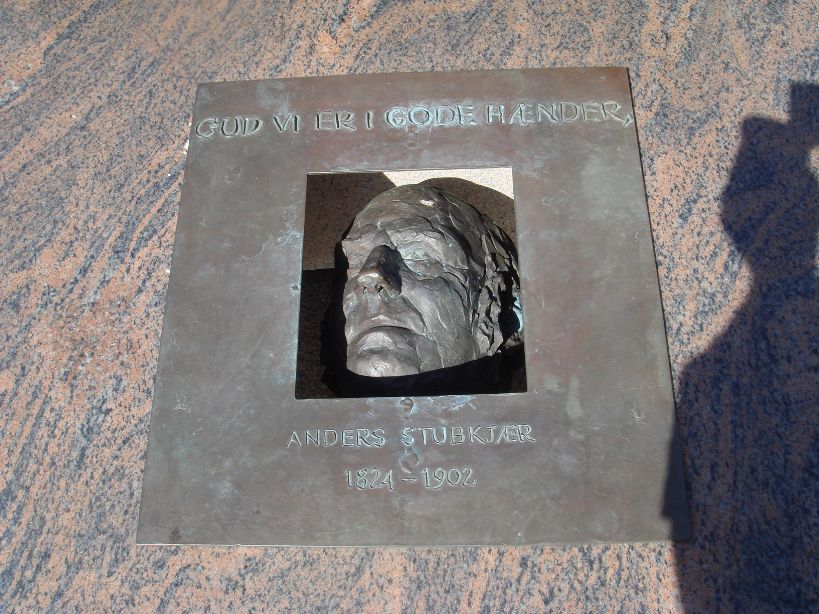 GUD VI ER I GODE HÆNDER,
ANDERS STUBKJÆR
1824 - 1902